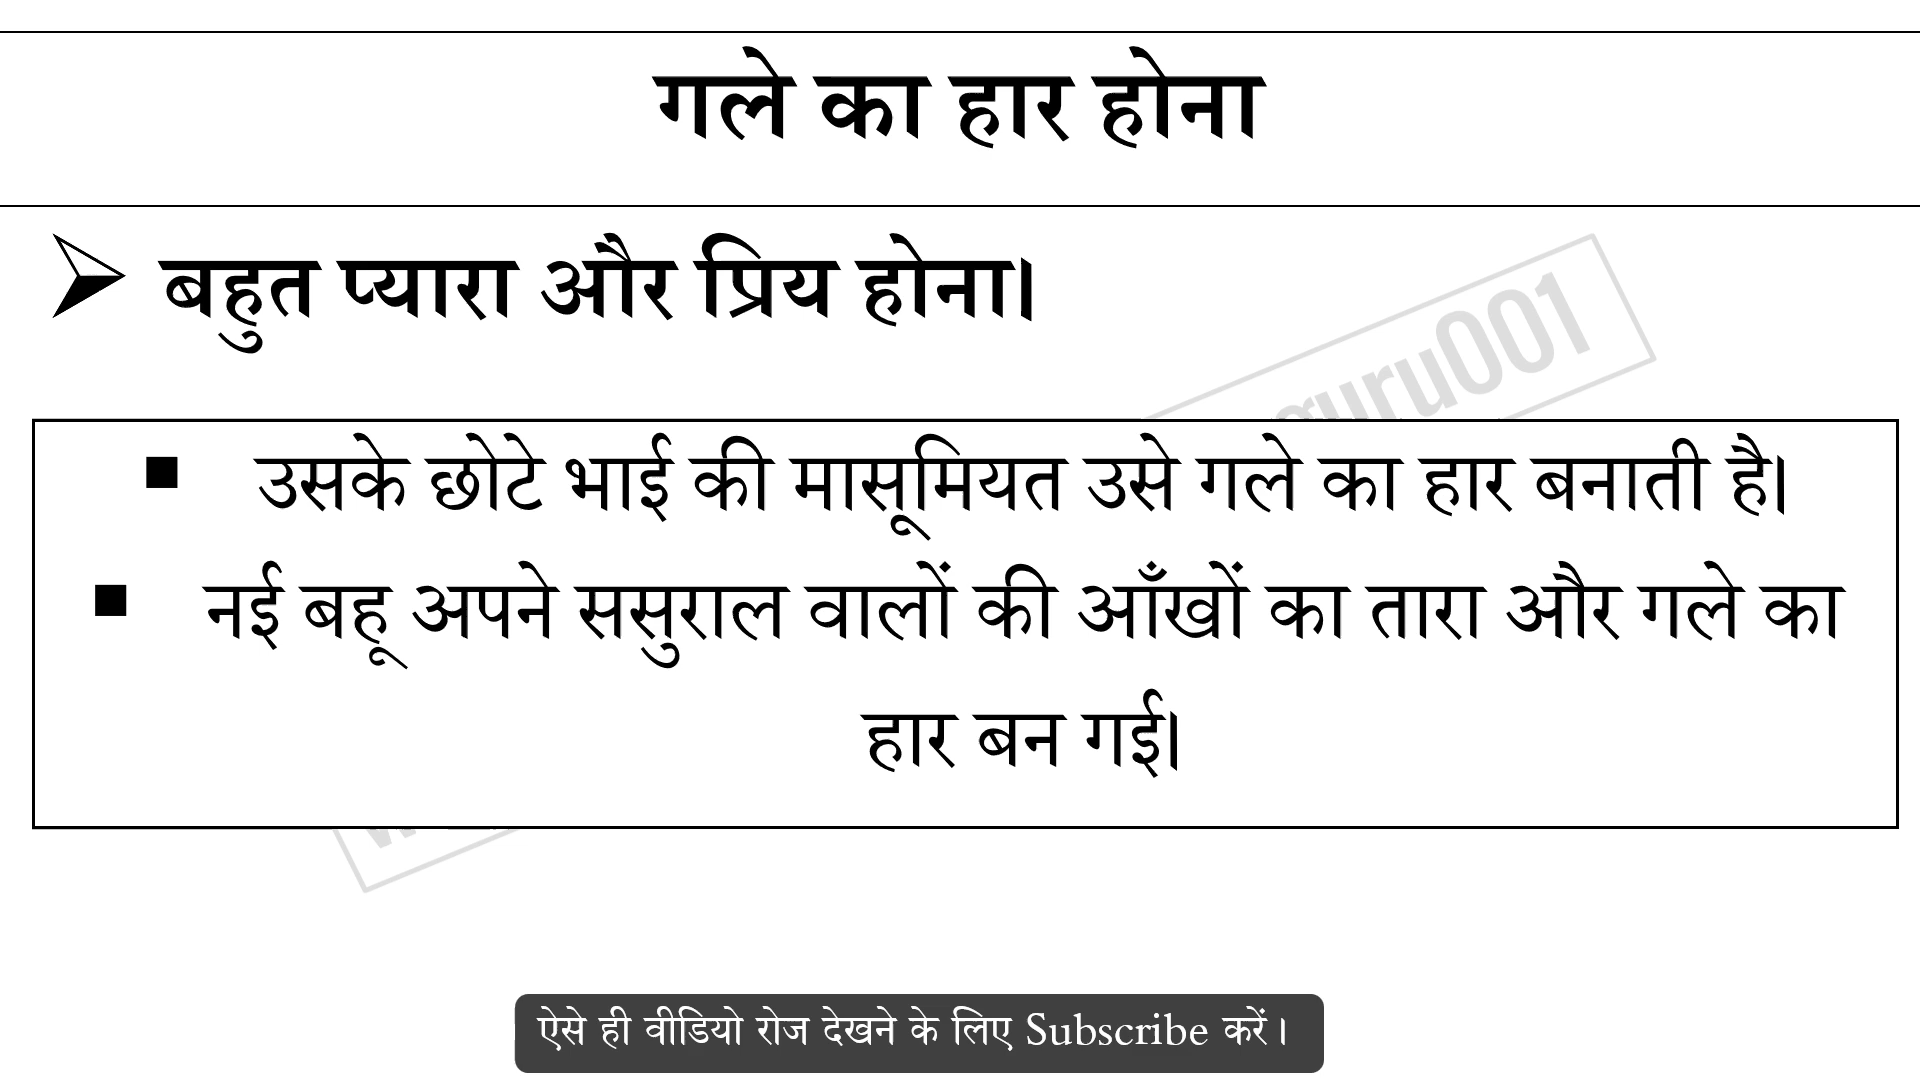 गले का हार होना
बहुत प्यारा और प्रिय होना।
उसके छोटे भाई की मासूमियत उसे गले का हार बनाती है।
नई बहू अपने ससुराल वालों की आँखों का तारा और गले का
हार बन गई।
ऐसे ही वीडियो रोज देखने के लिए Subscribe करें।